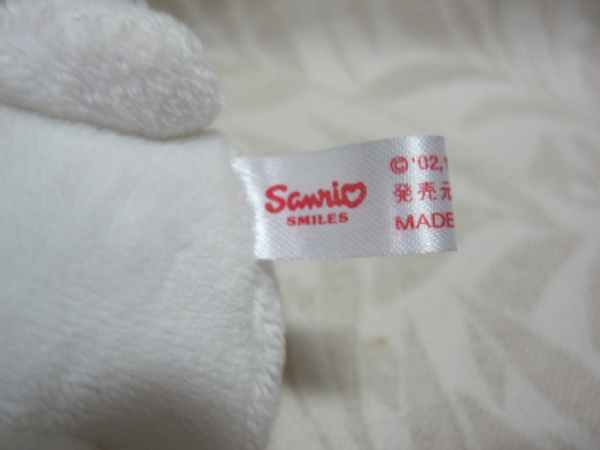 Sanrio
SMILES
©'02,'
発売元
MADE